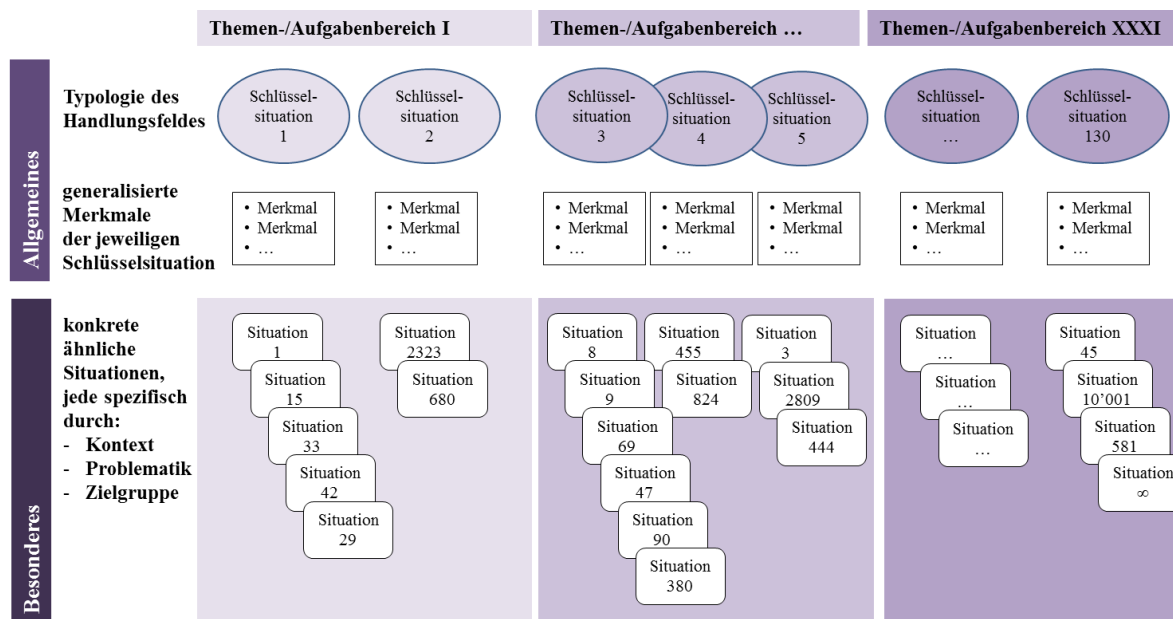 Themen-/Aufgabenbereich I
Themen-/Aufgabenbereich …
Themen-/Aufgabenbereich XXXI
Allgemeines
Typologie des
Handlungsfeldes
Schlüssel-
situation
1
Schlüssel-
situation
2
Schlüssel-
situation
3
Schlüssel-
situation
4
Schlüssel-
situation
5
Schlüssel-
situation
…
Schlüssel-
situation
130
generalisierte
Merkmale
der jeweiligen
Schlüsselsituation
• Merkmal
• Merkmal
• …
• Merkmal
• Merkmal
• …
• Merkmal
• Merkmal
• …
• Merkmal
• Merkmal
• …
• Merkmal
• Merkmal
• …
• Merkmal
• Merkmal
• …
• Merkmal
• Merkmal
• …
Besonderes
konkrete
ähnliche
Situationen,
jede spezifisch
durch:
- Kontext
- Problematik
- Zielgruppe
Situation
1
Situation
15
Situation
33
Situation
42
Situation
29
Situation
2323
Situation
680
Situation
8
Situation
9
Situation
69
Situation
47
Situation
90
Situation
380
Situation
455
Situation
824
Situation
3
Situation
2809
Situation
444
Situation
…
Situation
…
Situation
…
Situation
45
Situation
10’001
Situation
581
Situation
∞